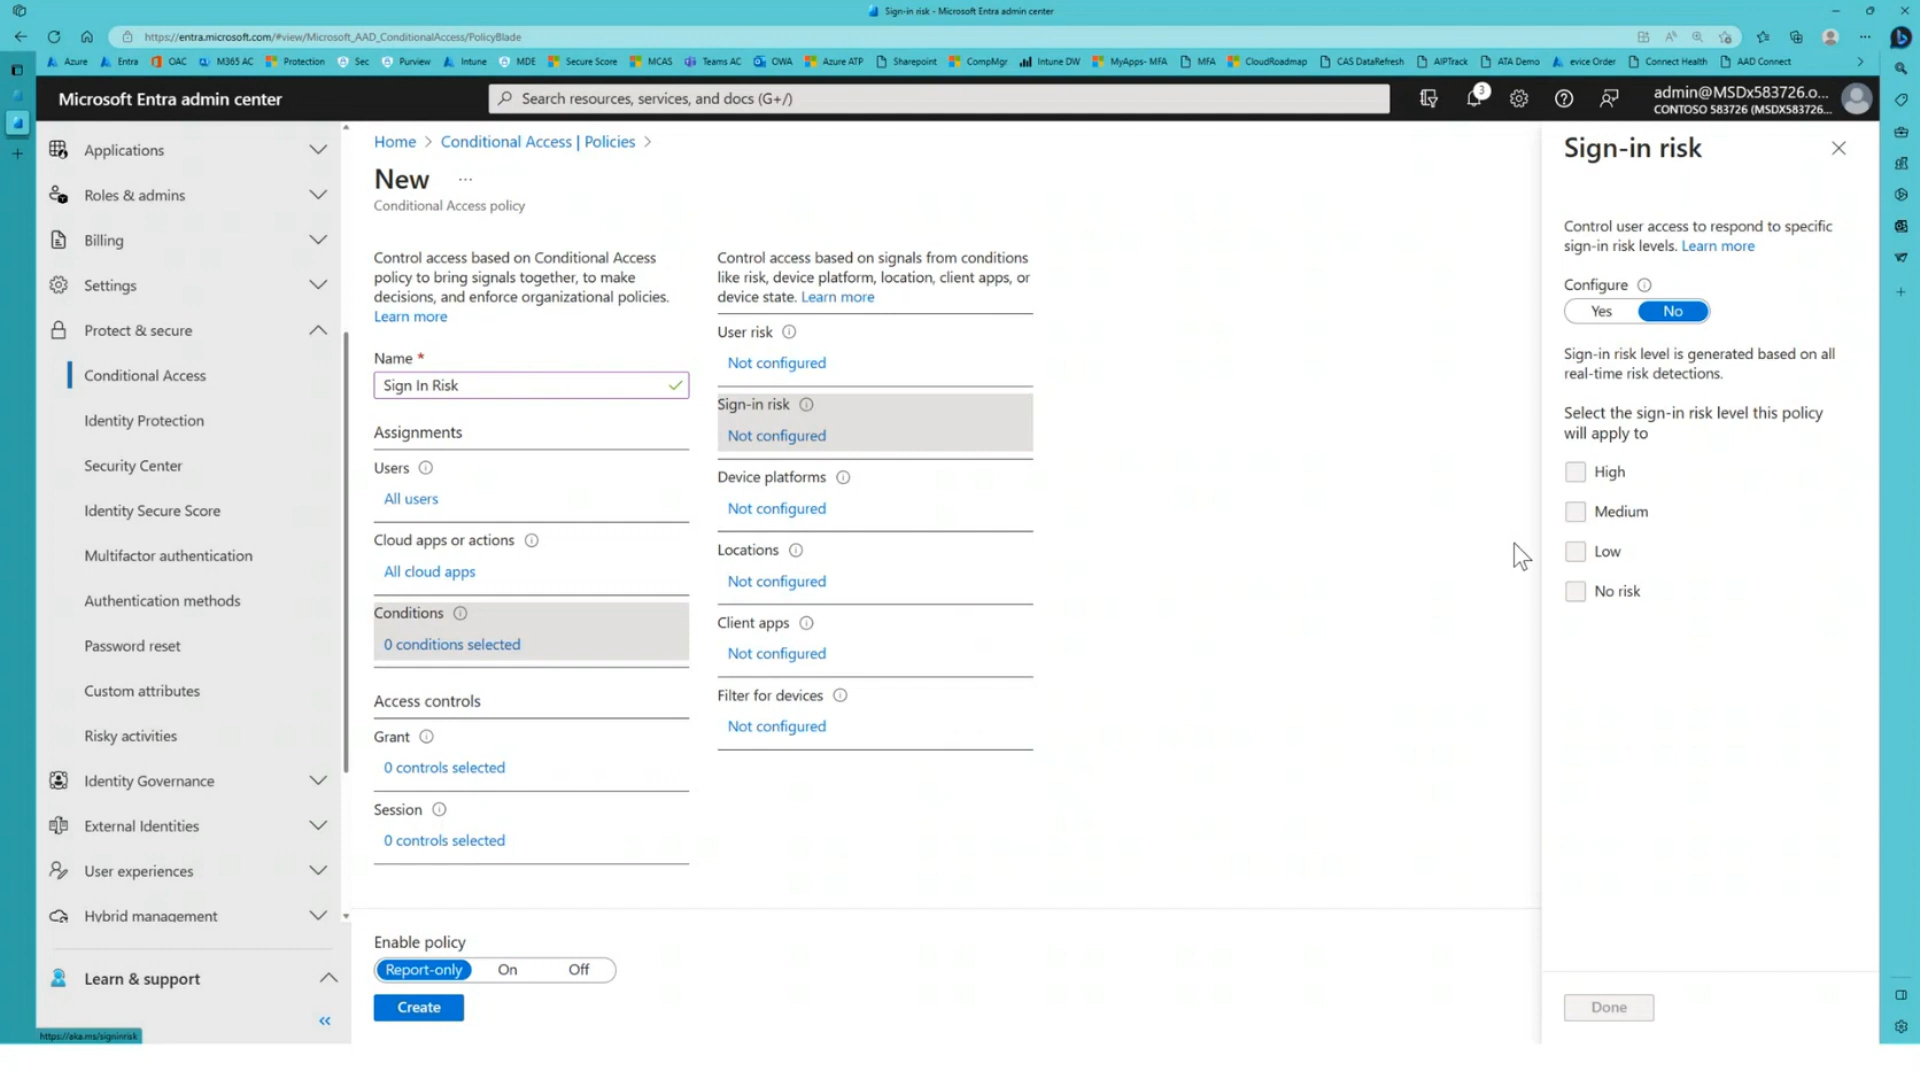 Sign-in risk - Microsoft Entra admin center
https://entra.microsoft.com/#view/Microsoft_AAD_ConditionalAccess/PolicyBlade
Azure Entra OAC M365 AC Protection Sec Purview Intune MDE Secure Score MCAS Teams AC OWA Azure ATP Sharepoint CompMgr Intune DW MyApps- MFA MFA CloudRoadmap CAS DataRefresh AIPTrack ATA Demo evice Order Connect Health AAD Connect
Microsoft Entra admin center
Search resources, services, and docs (G+/)
3
admin@MSDx583726.o...
CONTOSO 583726 (MSDX583726...
Applications
Roles & admins
Billing
Settings
Protect & secure
Conditional Access
Identity Protection
Security Center
Identity Secure Score
Multifactor authentication
Authentication methods
Password reset
Custom attributes
Risky activities
Identity Governance
External Identities
User experiences
Hybrid management
Learn & support
https://aka.ms/signinrisk
Home > Conditional Access | Policies >
New ...
Conditional Access policy
Control access based on Conditional Access
policy to bring signals together, to make
decisions, and enforce organizational policies.
Learn more
Name *
Sign In Risk
Assignments
Users
All users
Cloud apps or actions
All cloud apps
Conditions
0 conditions selected
Access controls
Grant
0 controls selected
Session
0 controls selected
Enable policy
Report-only On Off
Create
Control access based on signals from conditions
like risk, device platform, location, client apps, or
device state. Learn more
User risk
Not configured
Sign-in risk
Not configured
Device platforms
Not configured
Locations
Not configured
Client apps
Not configured
Filter for devices
Not configured
Sign-in risk
Control user access to respond to specific
sign-in risk levels. Learn more
Configure
Yes No
Sign-in risk level is generated based on all
real-time risk detections.
Select the sign-in risk level this policy
will apply to
High
Medium
Low
No risk
Done